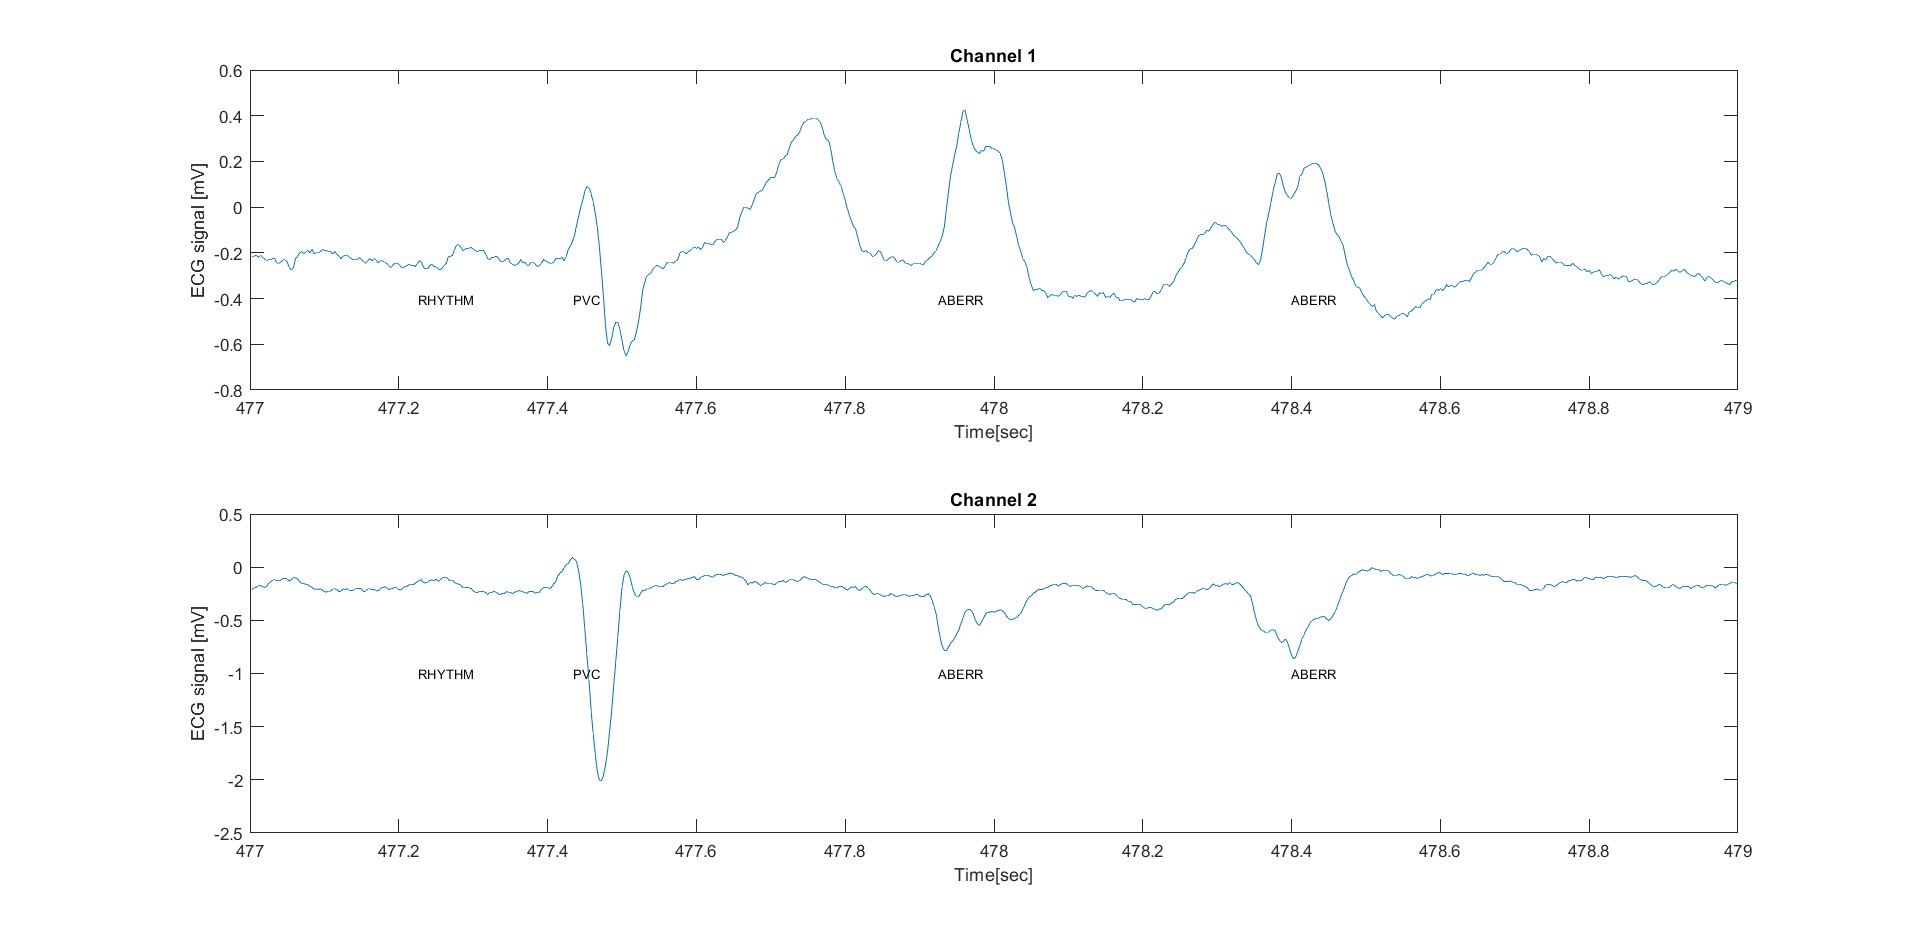 Channel 1
ECG signal [mV]
0.6
0.4
0.2
0
-0.2
-0.4
-0.6
-0.8
RHYTHM PVC ABERR ABERR
477 477.2 477.4 477.6 477.8 478 478.2 478.4 478.6 478.8 479
Time[sec]
Channel 2
ECG signal [mV]
0.5
0
-0.5
-1
-1.5
-2
-2.5
RHYTHM PVC ABERR ABERR
477 477.2 477.4 477.6 477.8 478 478.2 478.4 478.6 478.8 479
Time[sec]